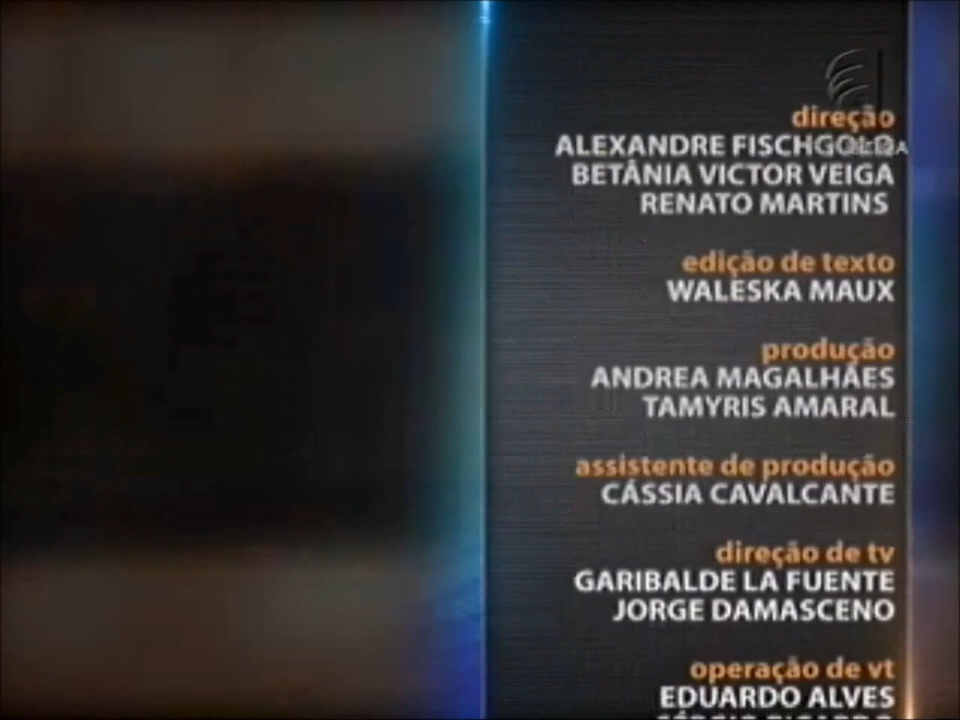 direção
ALEXANDRE FISCHGOLD
BETÂNIA VICTOR VEIGA
RENATO MARTINS
edição de texto
WALESKA MAUX
produção
ANDREA MAGALHÃES
TAMYRIS AMARAL
assistente de produção
CÁSSIA CAVALCANTE
direção de tv
GARIBALDE LA FUENTE
JORGE DAMASCENO
operação de vt
EDUARDO ALVES